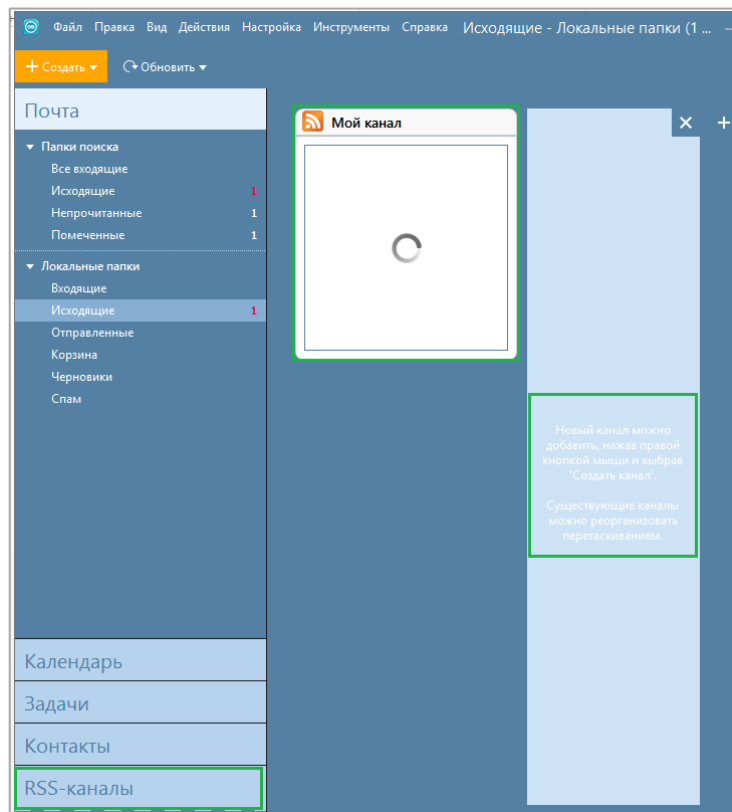 Файл Правка Вид Действия Настройка Инструменты Справка Исходящие - Локальные папки (1 ...
+ Создать Обновить
Почта
Папки поиска
Все входящие
Исходящие 1
Непрочитанные 1
Помеченные 1
Локальные папки
Входящие
Исходящие 1
Отправленные
Корзина
Черновики
Спам
Календарь
Задачи
Контакты
RSS-каналы
Мой канал
Новый канал можно
добавить, нажав правой
кнопкой мыши и выбрав
'Создать канал'.
Существующие каналы
можно реорганизовать
перетаскиванием.